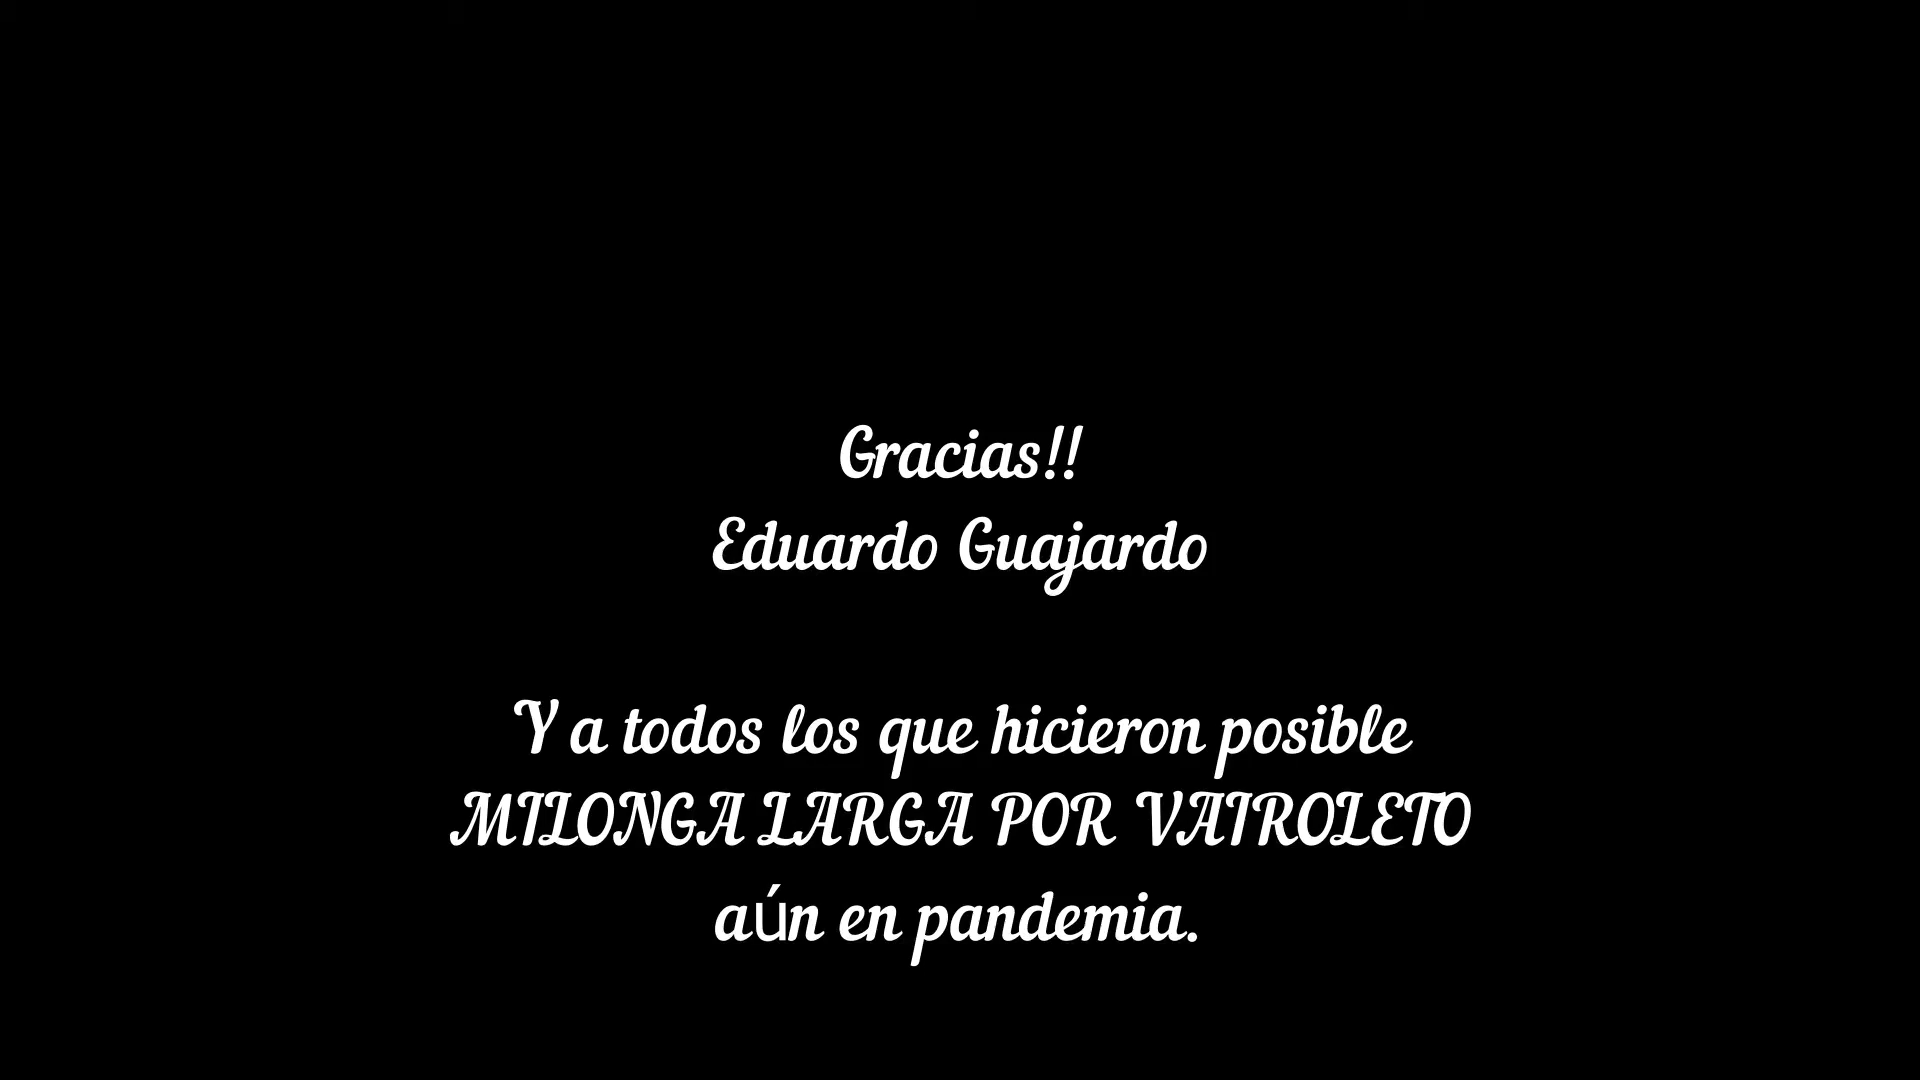 Gracias!!
Eduardo Guajardo
Y a todos los que hicieron posible
MILONGA LARGA POR VAIROLETO
aún en pandemia.